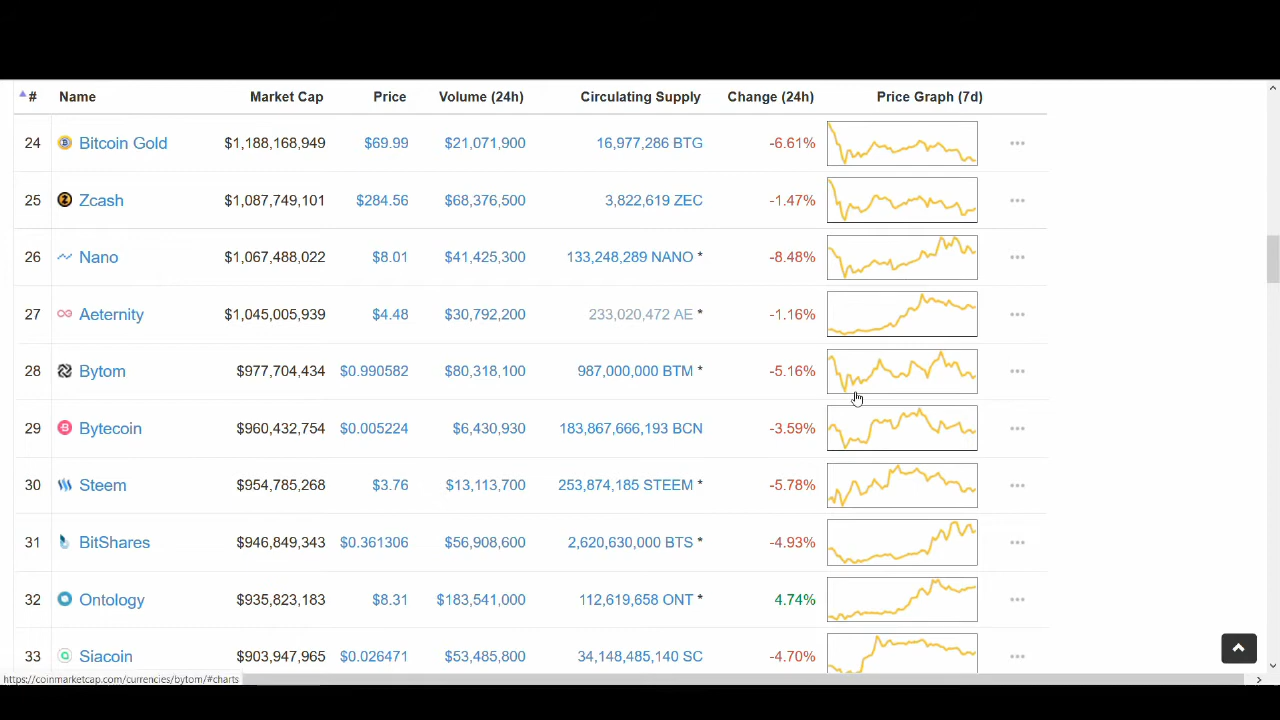 # Name Market Cap Price Volume (24h) Circulating Supply Change (24h) Price Graph (7d)
24 Bitcoin Gold $1,188,168,949 $69.99 $21,071,900 16,977,286 BTG -6.61%
25 Zcash $1,087,749,101 $284.56 $68,376,500 3,822,619 ZEC -1.47%
26 Nano $1,067,488,022 $8.01 $41,425,300 133,248,289 NANO * -8.48%
27 Aeternity $1,045,005,939 $4.48 $30,792,200 233,020,472 AE * -1.16%
28 Bytom $977,704,434 $0.990582 $80,318,100 987,000,000 BTM * -5.16%
29 Bytecoin $960,432,754 $0.005224 $6,430,930 183,867,666,193 BCN -3.59%
30 Steem $954,785,268 $3.76 $13,113,700 253,874,185 STEEM * -5.78%
31 BitShares $946,849,343 $0.361306 $56,908,600 2,620,630,000 BTS * -4.93%
32 Ontology $935,823,183 $8.31 $183,541,000 112,619,658 ONT * 4.74%
33 Siacoin $903,947,965 $0.026471 $53,485,800 34,148,485,140 SC -4.70%
https://coinmarketcap.com/currencies/bytom/#charts